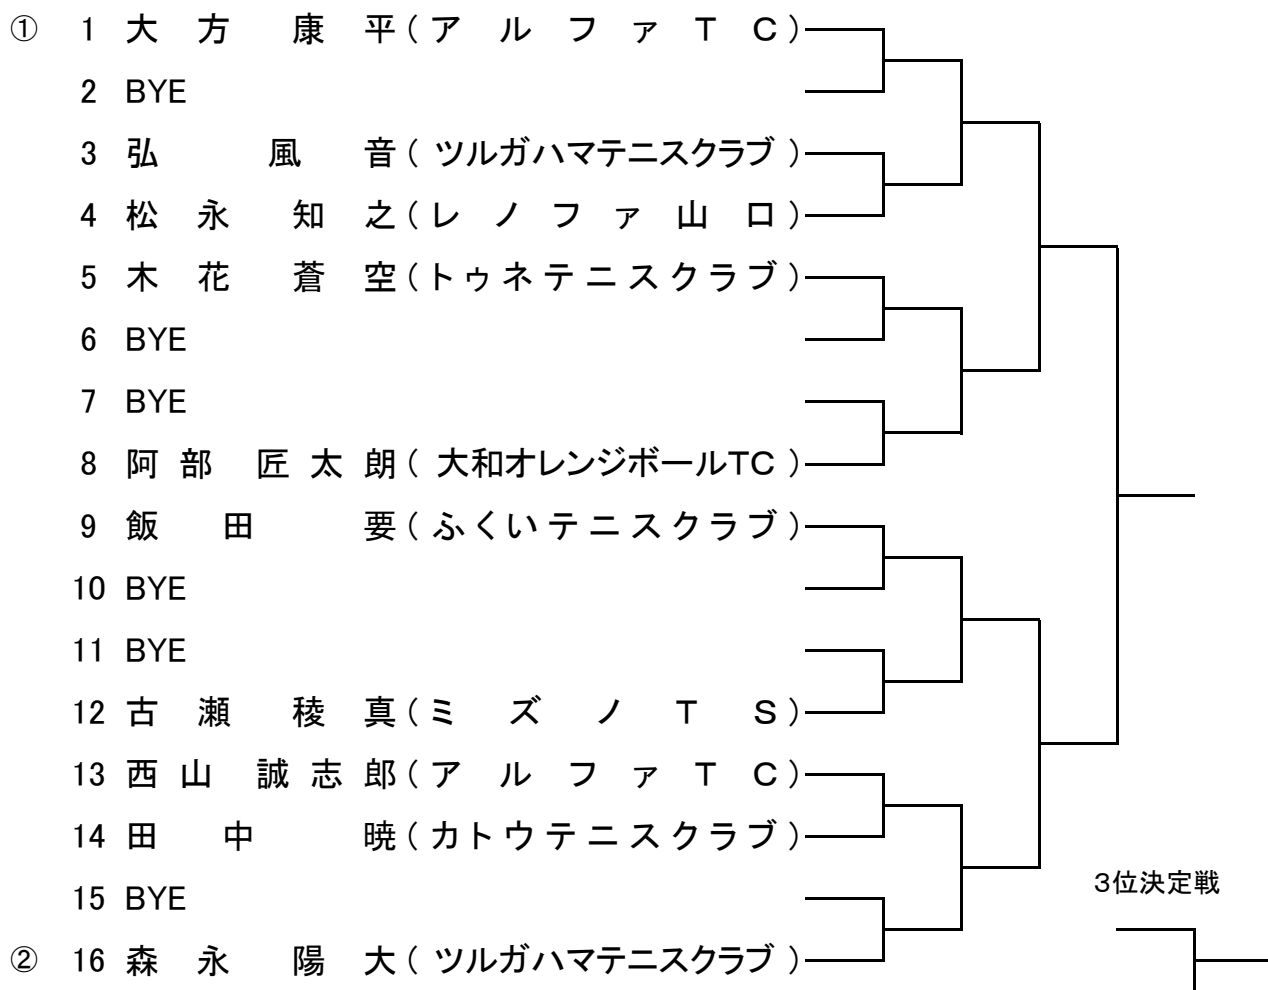 ① 1 大方 康平(アルファTC)
2 BYE
3 弘 風音(ツルガハマテニスクラブ)
4 松永 知之(レノファ山口)
5 木花 蒼空(トゥネテニスクラブ)
6 BYE
7 BYE
8 阿部 匠太朗(大和オレンジボールTC)
9 飯田 要(ふくいテニスクラブ)
10 BYE
11 BYE
12 古瀬 稜真(ミズノTS)
13 西山 誠志郎(アルファTC)
14 田中 暁(カトウテニスクラブ)
15 BYE
3位決定戦
② 16 森永 陽大(ツルガハマテニスクラブ)